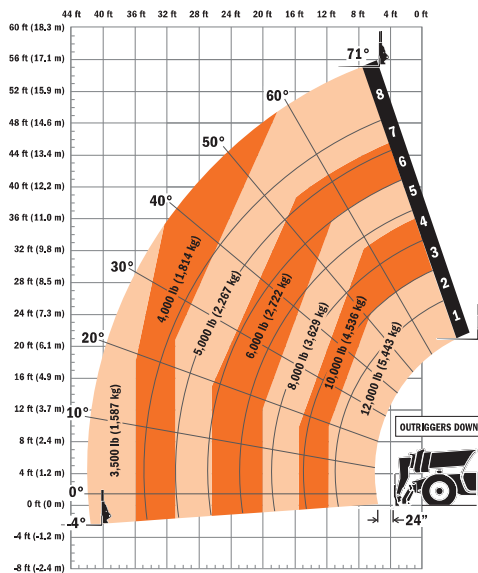 44 ft 40 ft 36 ft 32 ft 28 ft 24 ft 20 ft 16 ft 12 ft 8 ft 4 ft 0 ft
60 ft (18.3 m)
56 ft (17.1 m)
52 ft (15.9 m)
48 ft (14.6 m)
44 ft (13.4 m)
40 ft (12,2 m)
36 ft (11.0 m)
32 ft (9,8 m)
28 ft (8.5 m)
24 ft (7.3 m)
20 ft (6.1 m)
16 ft (4.9 m)
12 ft (3.7 m)
8 ft (2.4 m)
4 ft (1.2 m)
0 ft (0 m)
-4 ft (-1.2 m)
-8 ft (-2.4 m)
71°
60°
50°
40°
30°
20°
10°
0°
-4°
8
7
6
5
4
3
2
1
3,500 lb (1,587 kg)
4,000 lb (1,814 kg)
5,000 lb (2,267 kg)
6,000 lb (2,722 kg)
8,000 lb (3,629 kg)
10,000 lb (4,536 kg)
12,000 lb (5,443 kg)
OUTRIGGERS DOWN
24"